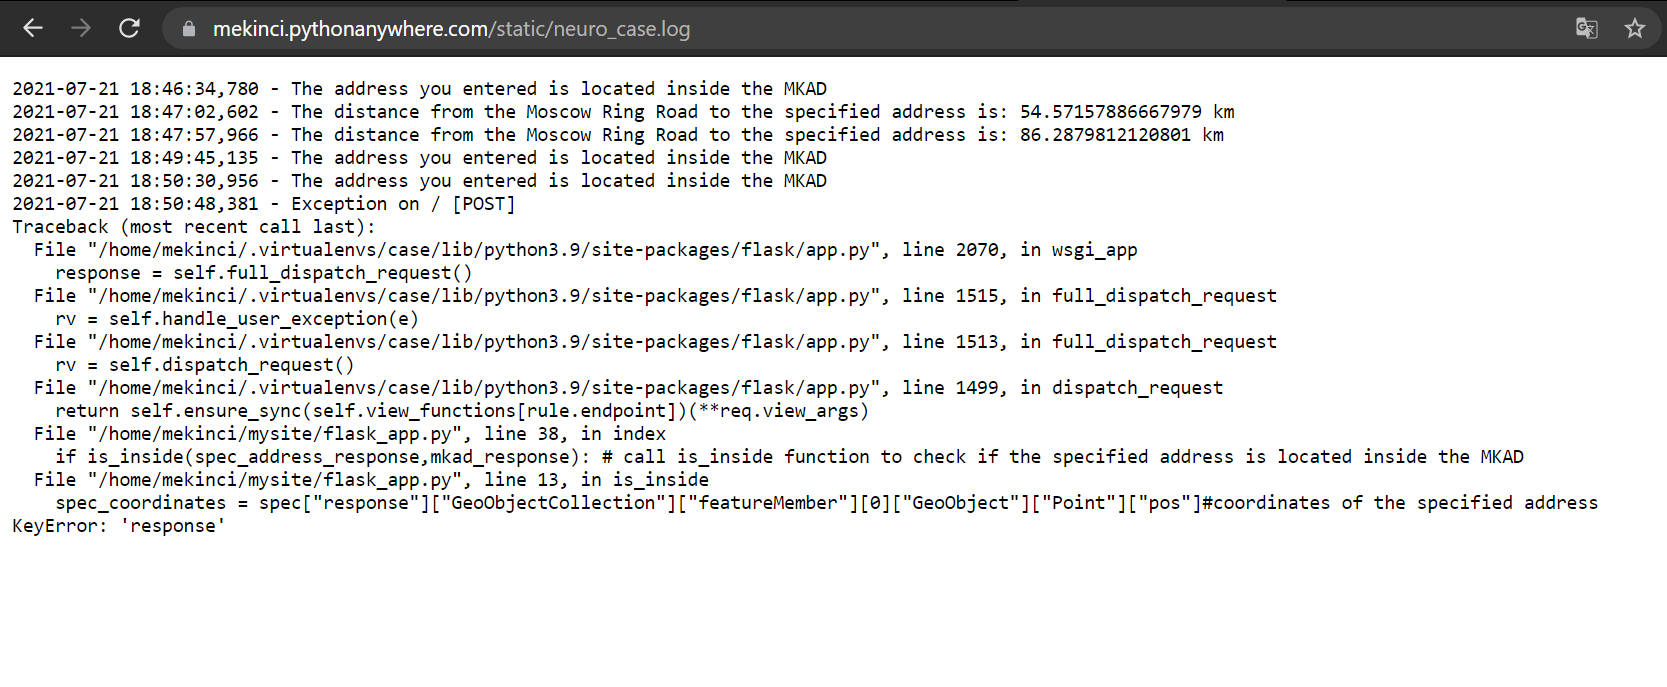 mekinci.pythonanywhere.com/static/neuro_case.log
2021-07-21 18:46:34,780 - The address you entered is located inside the MKAD
2021-07-21 18:47:02,602 - The distance from the Moscow Ring Road to the specified address is: 54.57157886667979 km
2021-07-21 18:47:57,966 - The distance from the Moscow Ring Road to the specified address is: 86.2879812120801 km
2021-07-21 18:49:45,135 - The address you entered is located inside the MKAD
2021-07-21 18:50:30,956 - The address you entered is located inside the MKAD
2021-07-21 18:50:48,381 - Exception on / [POST]
Traceback (most recent call last):
  File "/home/mekinci/.virtualenvs/case/lib/python3.9/site-packages/flask/app.py", line 2070, in wsgi_app
    response = self.full_dispatch_request()
  File "/home/mekinci/.virtualenvs/case/lib/python3.9/site-packages/flask/app.py", line 1515, in full_dispatch_request
    rv = self.handle_user_exception(e)
  File "/home/mekinci/.virtualenvs/case/lib/python3.9/site-packages/flask/app.py", line 1513, in full_dispatch_request
    rv = self.dispatch_request()
  File "/home/mekinci/.virtualenvs/case/lib/python3.9/site-packages/flask/app.py", line 1499, in dispatch_request
    return self.ensure_sync(self.view_functions[rule.endpoint])(**req.view_args)
  File "/home/mekinci/mysite/flask_app.py", line 38, in index
    if is_inside(spec_address_response,mkad_response): # call is_inside function to check if the specified address is located inside the MKAD
  File "/home/mekinci/mysite/flask_app.py", line 13, in is_inside
    spec_coordinates = spec["response"]["GeoObjectCollection"]["featureMember"][0]["GeoObject"]["Point"]["pos"]#coordinates of the specified address
KeyError: 'response'